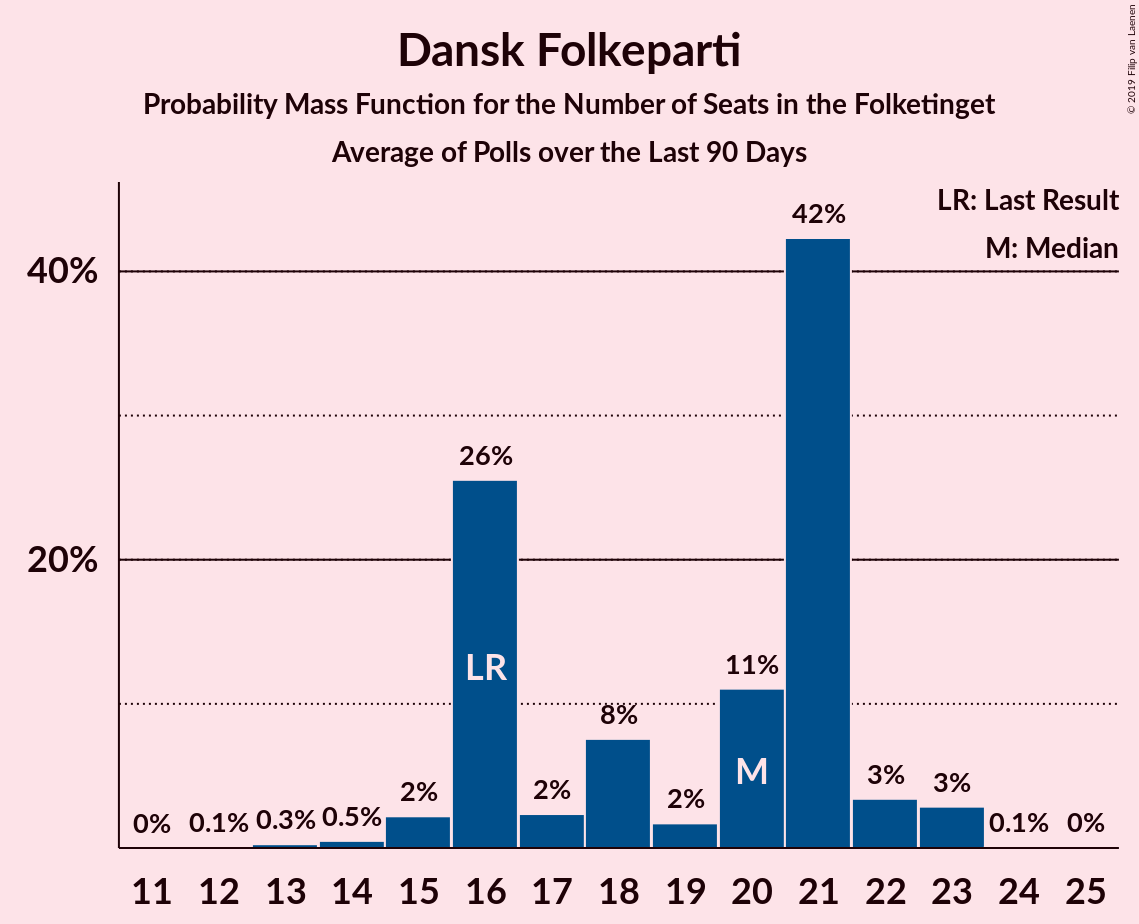 Dansk Folkeparti
Probability Mass Function for the Number of Seats in the Folketinget
Average of Polls over the Last 90 Days
© 2019 Filip van Laenen
LR: Last Result
M: Median
40%
20%
0%
0.1%
0.3%
0.5%
2%
26%
2%
8%
2%
11%
42%
3%
3%
0.1%
0%
LR
M
11 12 13 14 15 16 17 18 19 20 21 22 23 24 25